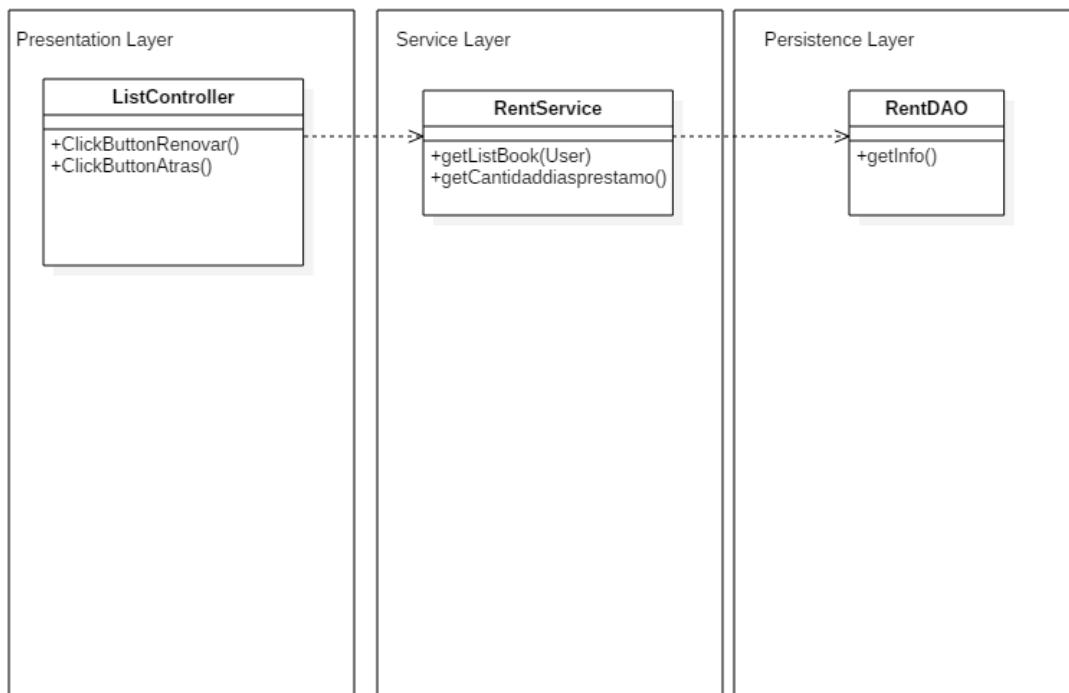 Presentation Layer
ListController
+ClickButtonRenovar()
+ClickButtonAtras()
Service Layer
RentService
+getListBook(User)
+getCantidaddiasprestamo()
Persistence Layer
RentDAO
+getInfo()